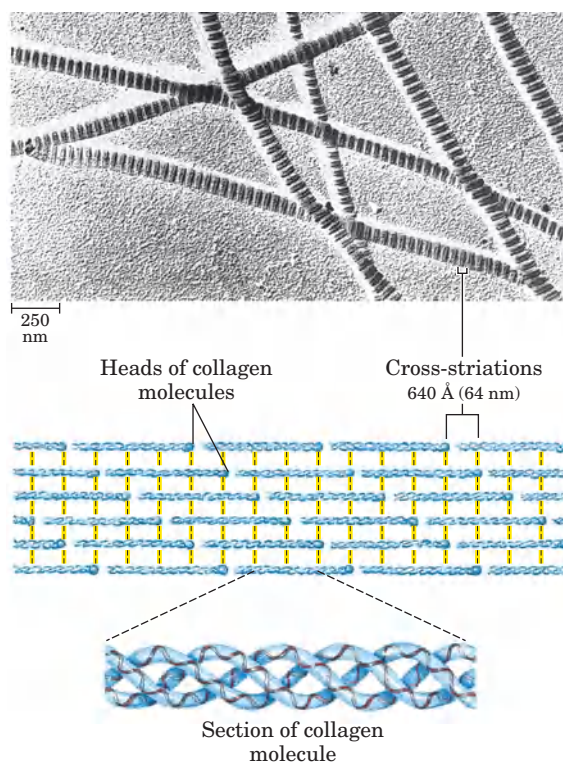 250
nm
Heads of collagen
molecules
Cross-striations
640 Å (64 nm)
Section of collagen
molecule